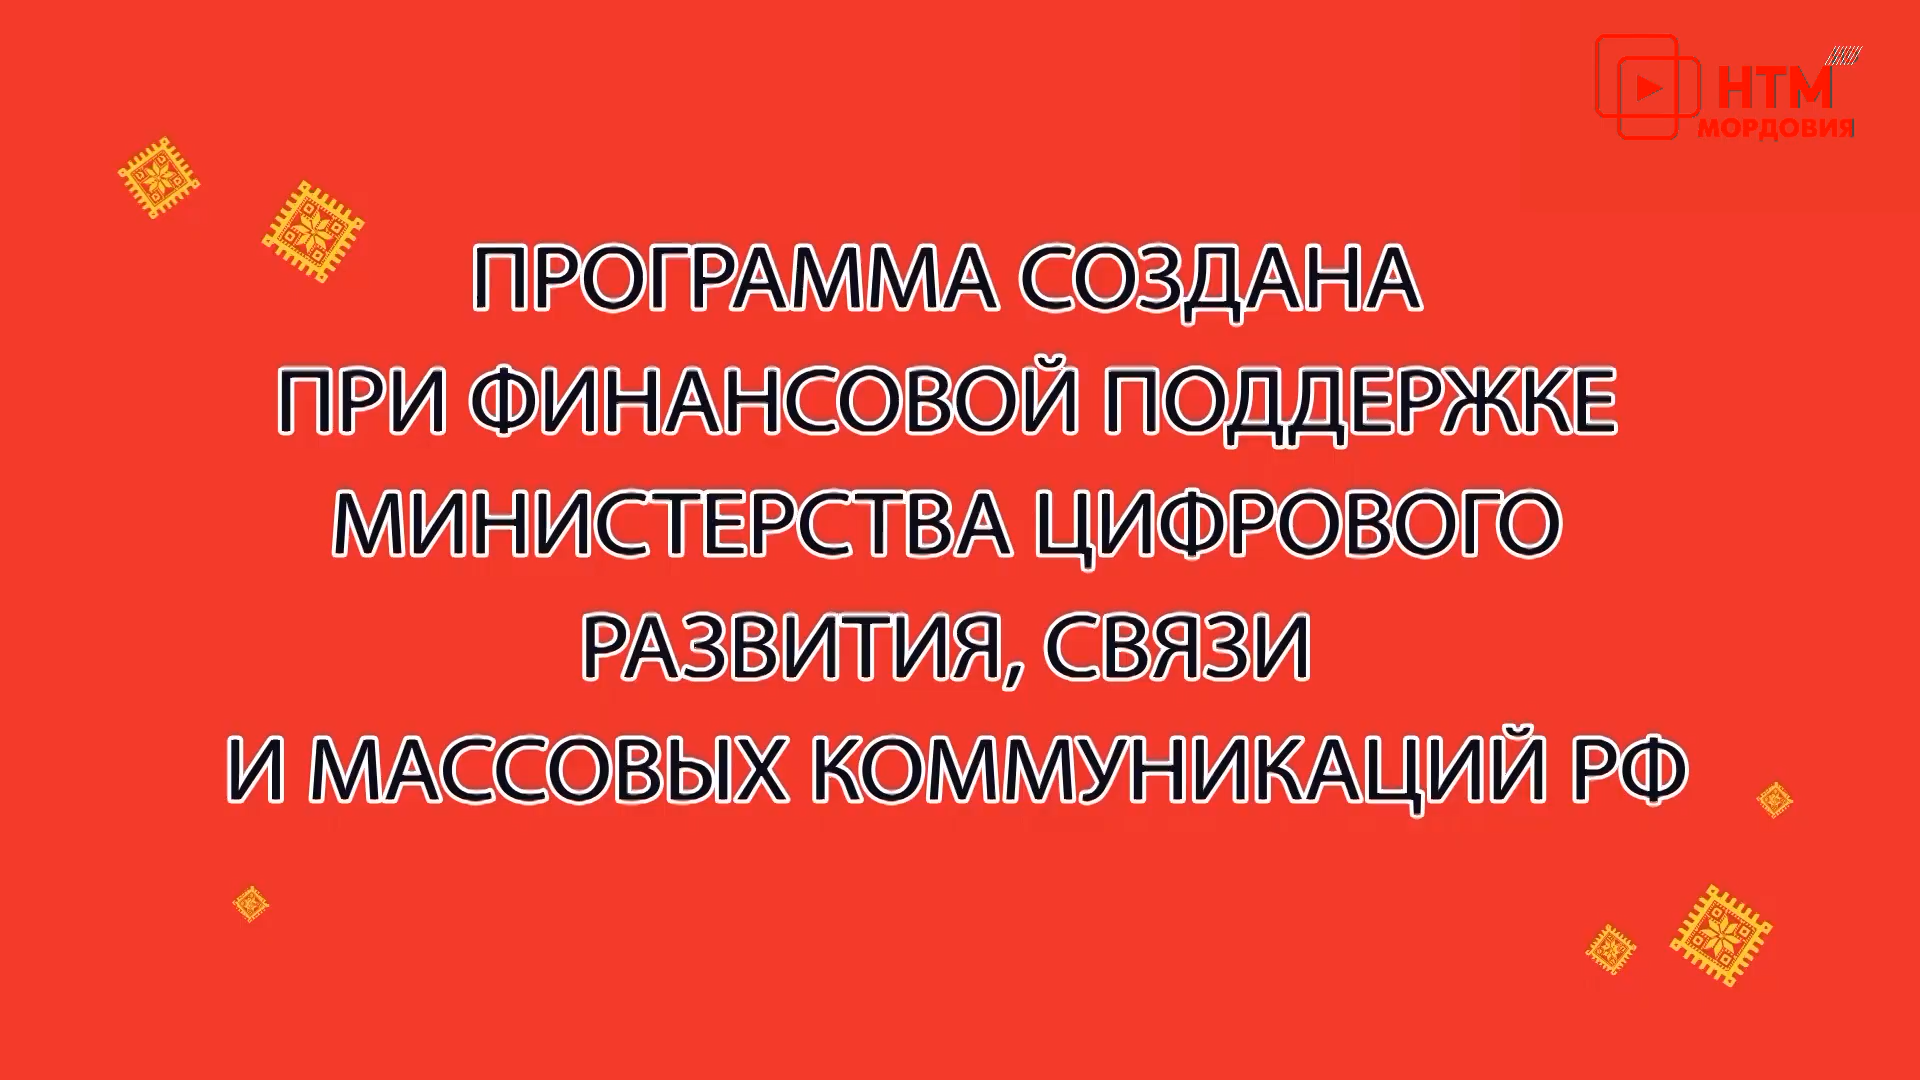 НТМ
МОРДОВИЯ
ПРОГРАММА СОЗДАНА
ПРИ ФИНАНСОВОЙ ПОДДЕРЖКЕ
МИНИСТЕРСТВА ЦИФРОВОГО
РАЗВИТИЯ, СВЯЗИ
И МАССОВЫХ КОММУНИКАЦИЙ РФ